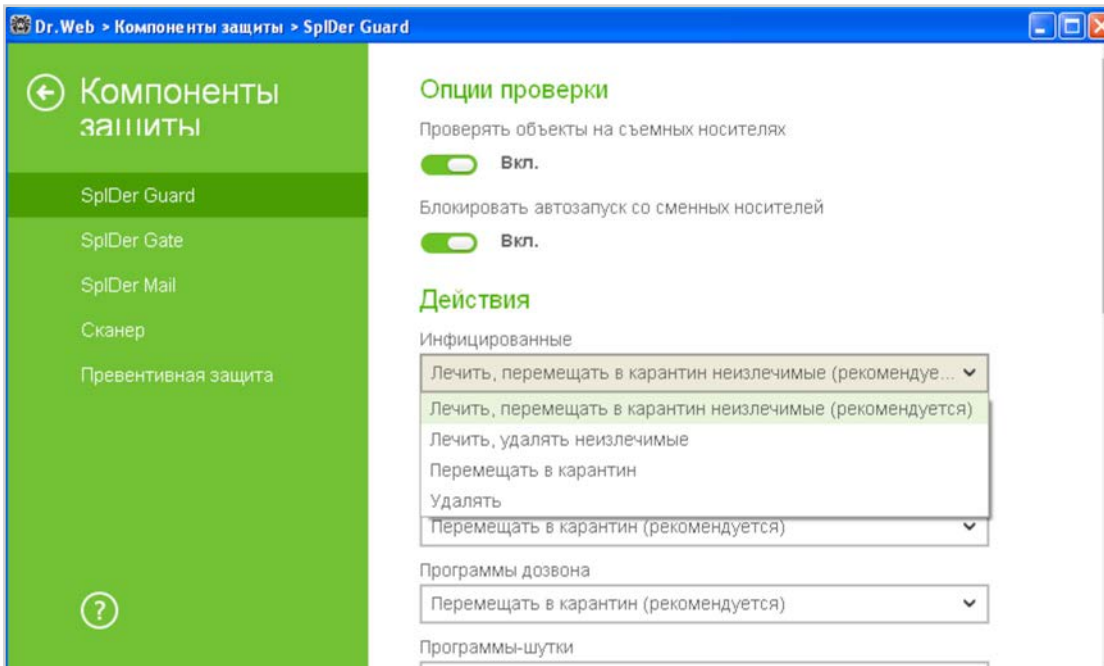 Dr.Web > Компоненты защиты > SpIDer Guard
Компоненты
защиты
SpIDer Guard
SpIDer Gate
SpIDer Mail
Сканер
Превентивная защита
?
Опции проверки
Проверять объекты на съемных носителях
Вкл.
Блокировать автозапуск со сменных носителей
Вкл.
Действия
Инфицированные
Лечить, перемещать в карантин неизлечимые (рекомендуе...
Лечить, перемещать в карантин неизлечимые (рекомендуется)
Лечить, удалять неизлечимые
Перемещать в карантин
Удалять
Перемещать в карантин (рекомендуется)
Программы дозвона
Перемещать в карантин (рекомендуется)
Программы-шутки